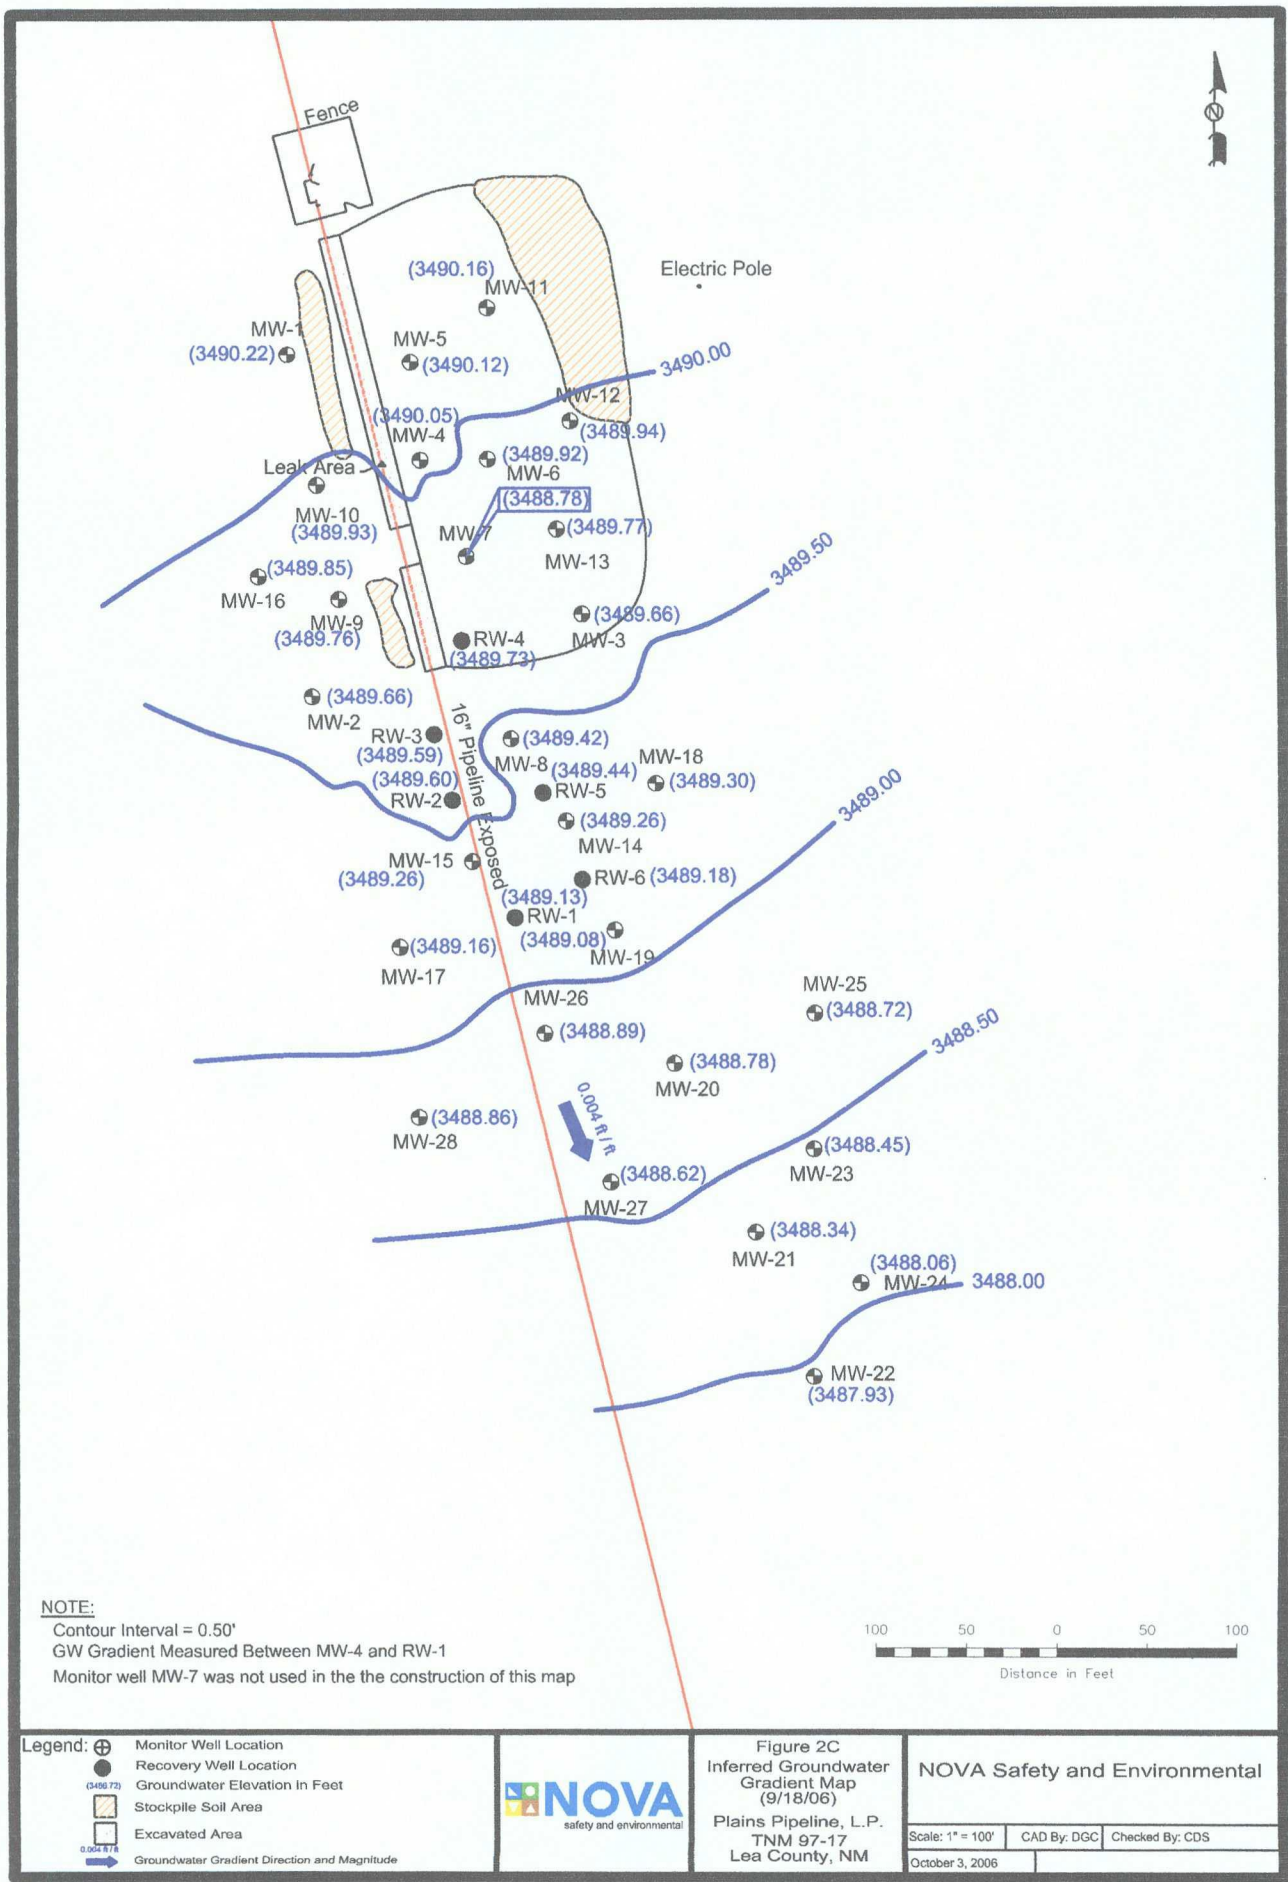 Fence
N
(3490.16)
MW-11
Electric Pole
MW-1
(3490.22)
MW-5
(3490.12)
3490.00
MW-12
(3490.05)
MW-4
(3489.94)
(3489.92)
MW-6
Leak Area
MW-10
(3489.93)
(3488.78)
MW-7
(3489.77)
MW-13
3489.50
(3489.85)
MW-16
MW-9
(3489.76)
(3489.66)
MW-3
RW-4
(3489.73)
(3489.66)
MW-2
16" Pipeline Exposed
RW-3
(3489.59)
(3489.42)
MW-8
(3489.60)
RW-2
(3489.44)
RW-5
MW-18
(3489.30)
3489.00
(3489.26)
MW-14
MW-15
(3489.26)
RW-6 (3489.18)
(3489.13)
RW-1
(3489.08)
MW-19
(3489.16)
MW-17
MW-26
(3488.89)
MW-25
(3488.72)
3488.50
(3488.78)
MW-20
0.004 ft / ft
(3488.86)
MW-28
(3488.45)
MW-23
(3488.62)
MW-27
(3488.34)
MW-21
(3488.06)
MW-24
3488.00
MW-22
(3487.93)
NOTE:
Contour Interval = 0.50'
GW Gradient Measured Between MW-4 and RW-1
Monitor well MW-7 was not used in the the construction of this map
100 50 0 50 100
Distance in Feet
Legend:
Monitor Well Location
Recovery Well Location
Groundwater Elevation in Feet
Stockpile Soil Area
Excavated Area
0.004 ft / ft
Groundwater Gradient Direction and Magnitude
NOVA
safety and environmental
Figure 2C
Inferred Groundwater
Gradient Map
(9/18/06)
Plains Pipeline, L.P.
TNM 97-17
Lea County, NM
NOVA Safety and Environmental
Scale: 1" = 100'
CAD By: DGC
Checked By: CDS
October 3, 2006